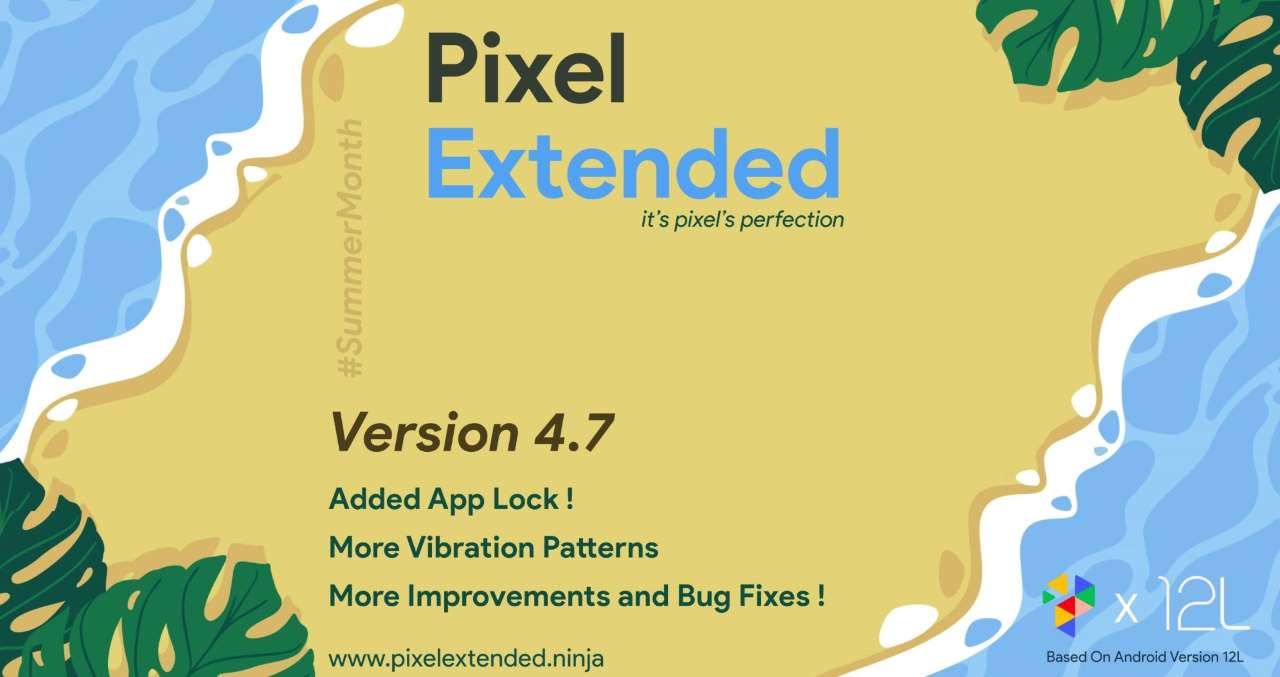 Pixel
Extended
it's pixel's perfection
#SummerMonth
Version 4.7
Added App Lock !
More Vibration Patterns
More Improvements and Bug Fixes !
www.pixelextended.ninja
x 12L
Based On Android Version 12L